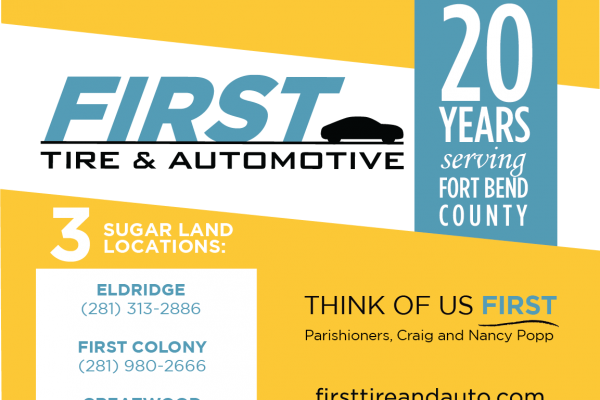 FIRST
TIRE & AUTOMOTIVE
20
YEARS
serving
FORT BEND
COUNTY
3 SUGAR LAND
LOCATIONS:
ELDRIDGE
(281) 313-2886
FIRST COLONY
(281) 980-2666
GREATWOOD
THINK OF US FIRST
Parishioners, Craig and Nancy Popp
firsttireandauto.com